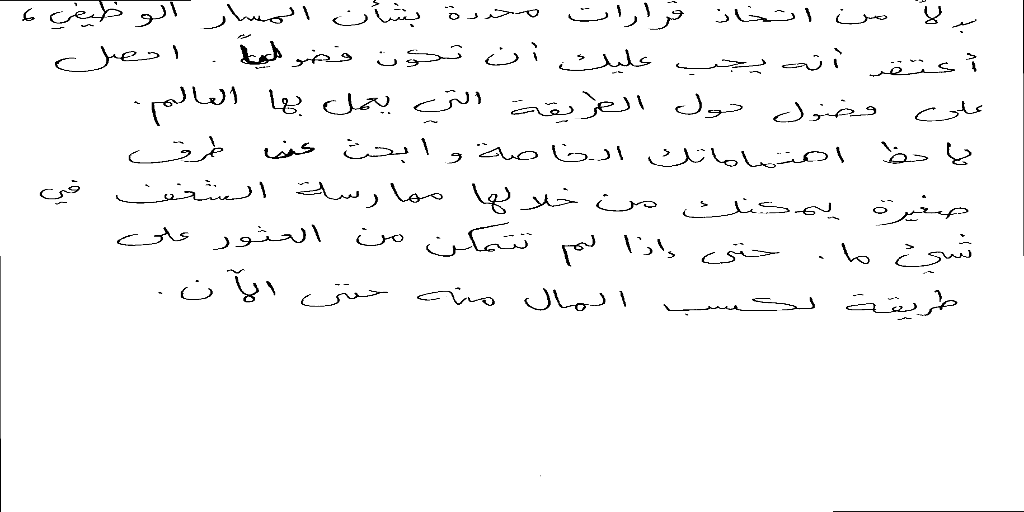 بدلاً من اتخاذ قرارات محددة بشأن المسار الوظيفي،
أعتقد أنه يجب عليك أن تكون فضولياً. احصل
على فضول حول الطريقة التي يعمل بها العالم.
لاحظ اهتماماتك الخاصة وابحث عن طرق
صغيرة يمكنك من خلالها ممارسة الشغف في
شيئ ما. حتى إذا لم تتمكن من العثور على
طريقة لكسب المال منه حتى الآن.